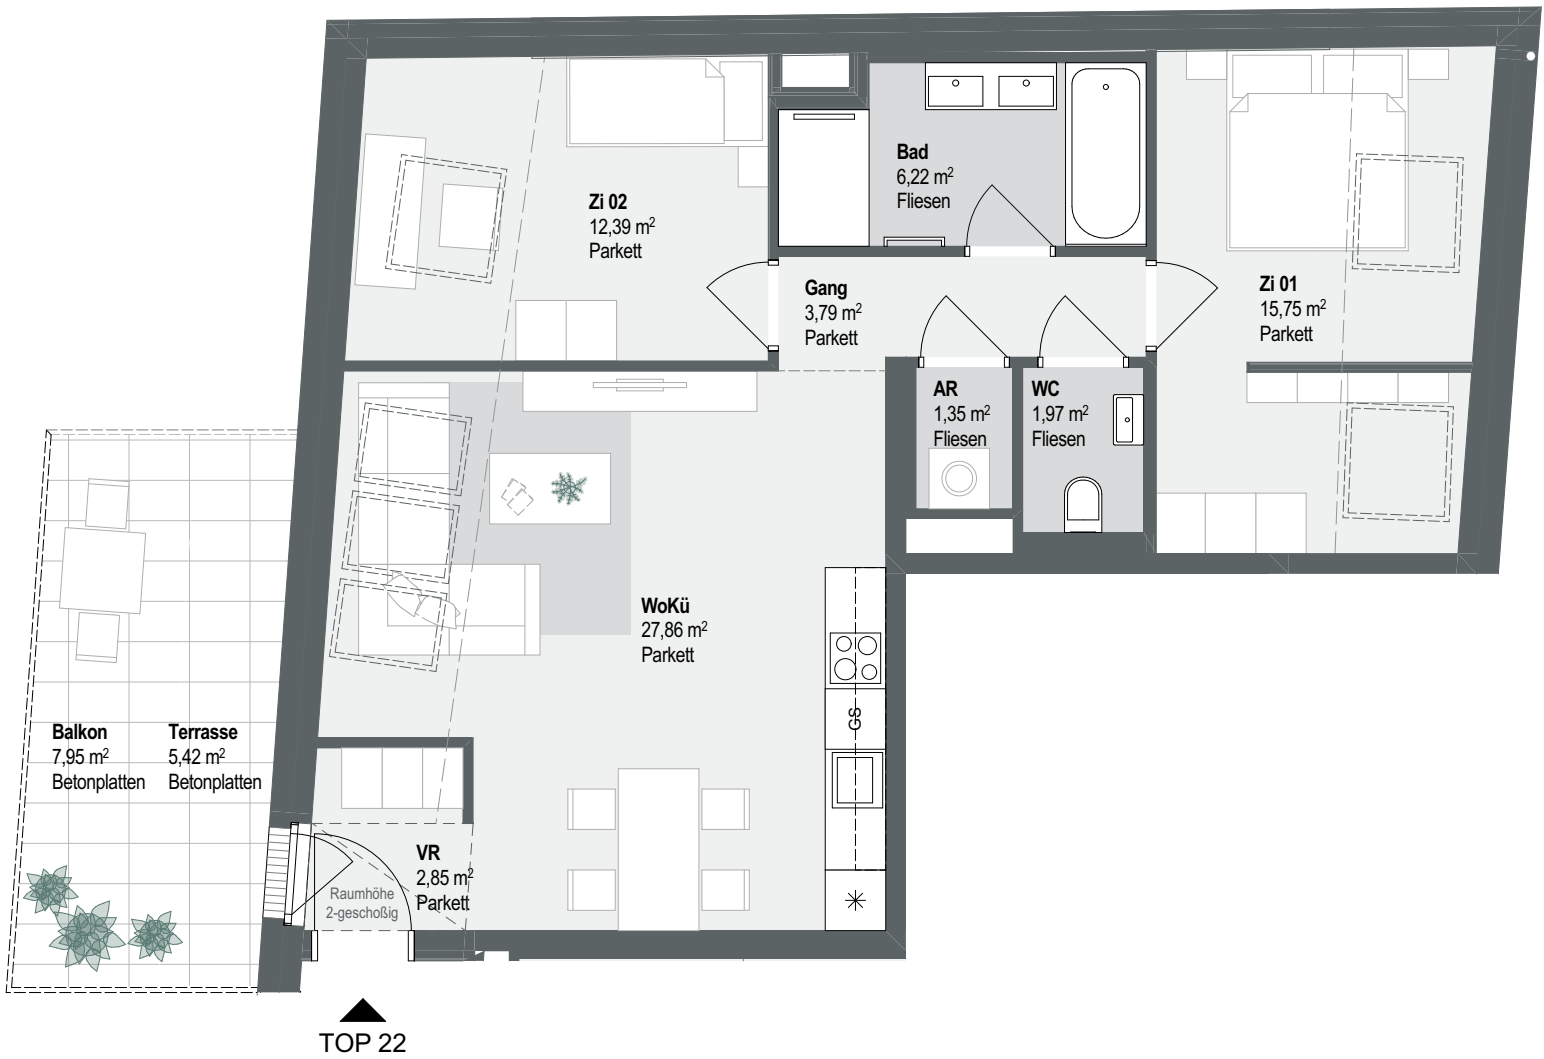 Bad
6,22 m²
Fliesen
Zi 02
12,39 m²
Parkett
Gang
3,79 m²
Parkett
Zi 01
15,75 m²
Parkett
AR
1,35 m²
Fliesen
WC
1,97 m²
Fliesen
WoKü
27,86 m²
Parkett
GS
Balkon
7,95 m²
Betonplatten
Terrasse
5,42 m²
Betonplatten
VR
2,85 m²
Parkett
Raumhöhe
2-geschoßig
TOP 22